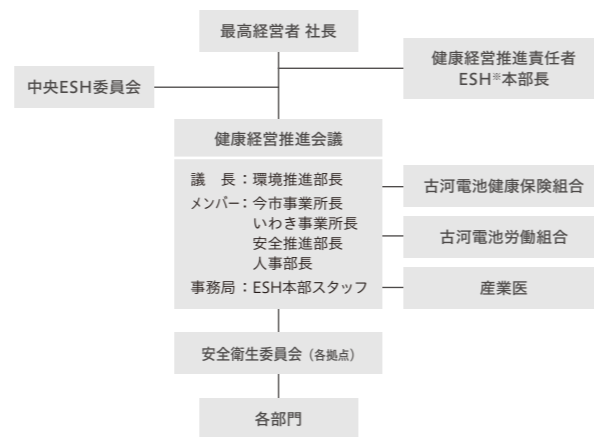 最高経営者 社長
健康経営推進責任者
ESH※本部長
中央ESH委員会
健康経営推進会議
議　長：環境推進部長
メンバー：今市事業所長
いわき事業所長
安全推進部長
人事部長
事務局：ESH本部スタッフ
古河電池健康保険組合
古河電池労働組合
産業医
安全衛生委員会（各拠点）
各部門